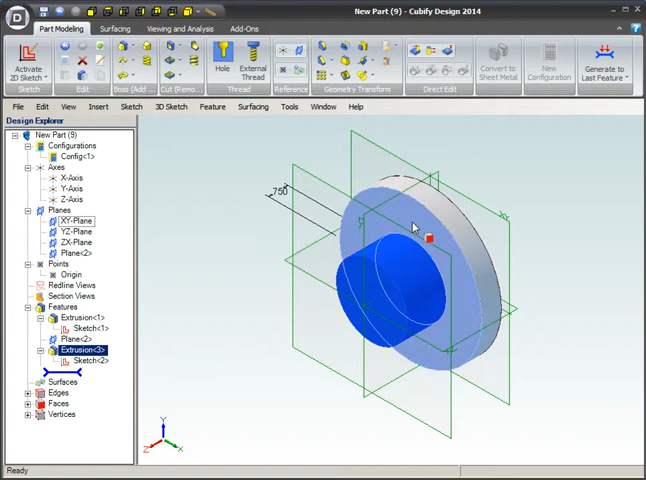 New Part (9) - Cubify Design 2014
Part Modeling Surfacing Viewing and Analysis Add-Ons
Activate
2D Sketch
Hole
External
Thread
Convert to
Sheet Metal
New
Configuration
Generate to
Last Feature
Sketch Edit Boss (Add ... Cut (Remo... Thread Reference Geometry Transform Direct Edit
File Edit View Insert Sketch 3D Sketch Feature Surfacing Tools Window Help
Design Explorer
New Part (9)
Configurations
Config<1>
Axes
X-Axis
Y-Axis
Z-Axis
Planes
XY-Plane
YZ-Plane
ZX-Plane
Plane<2>
Points
Origin
Redline Views
Section Views
Features
Extrusion<1>
Sketch<1>
Plane<2>
Extrusion<3>
Sketch<2>
Surfaces
Edges
Faces
Vertices
.750
Y
Z
X
Ready